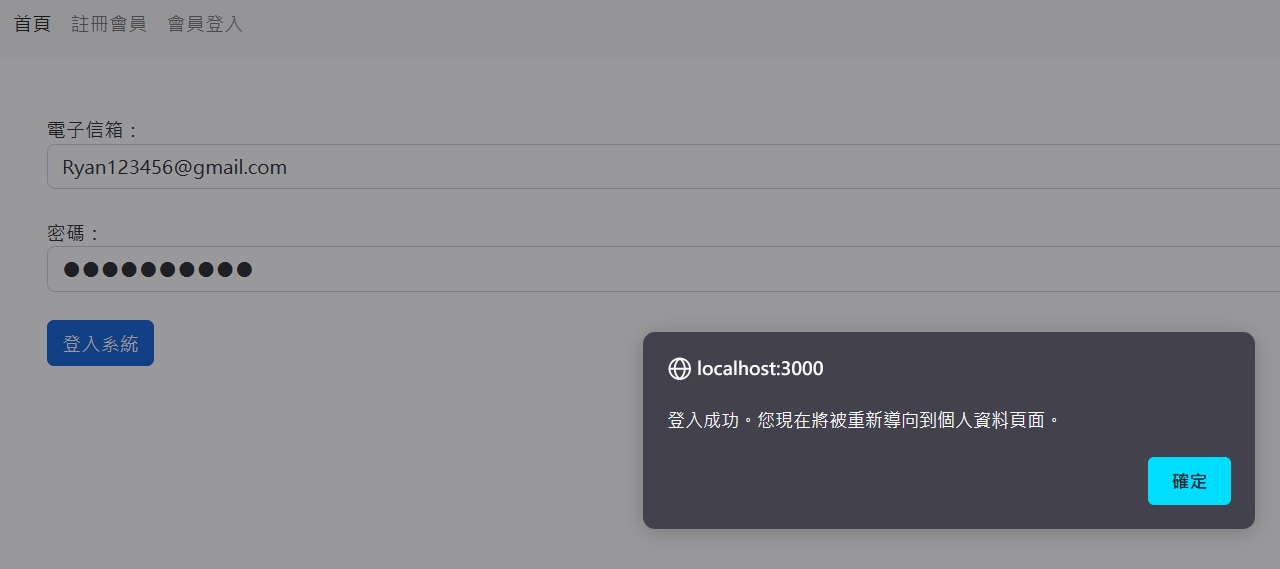 首頁 註冊會員 會員登入
電子信箱：
Ryan123456@gmail.com
密碼：
●●●●●●●●●●
登入系統
localhost:3000
登入成功。您現在將被重新導向到個人資料頁面。
確定